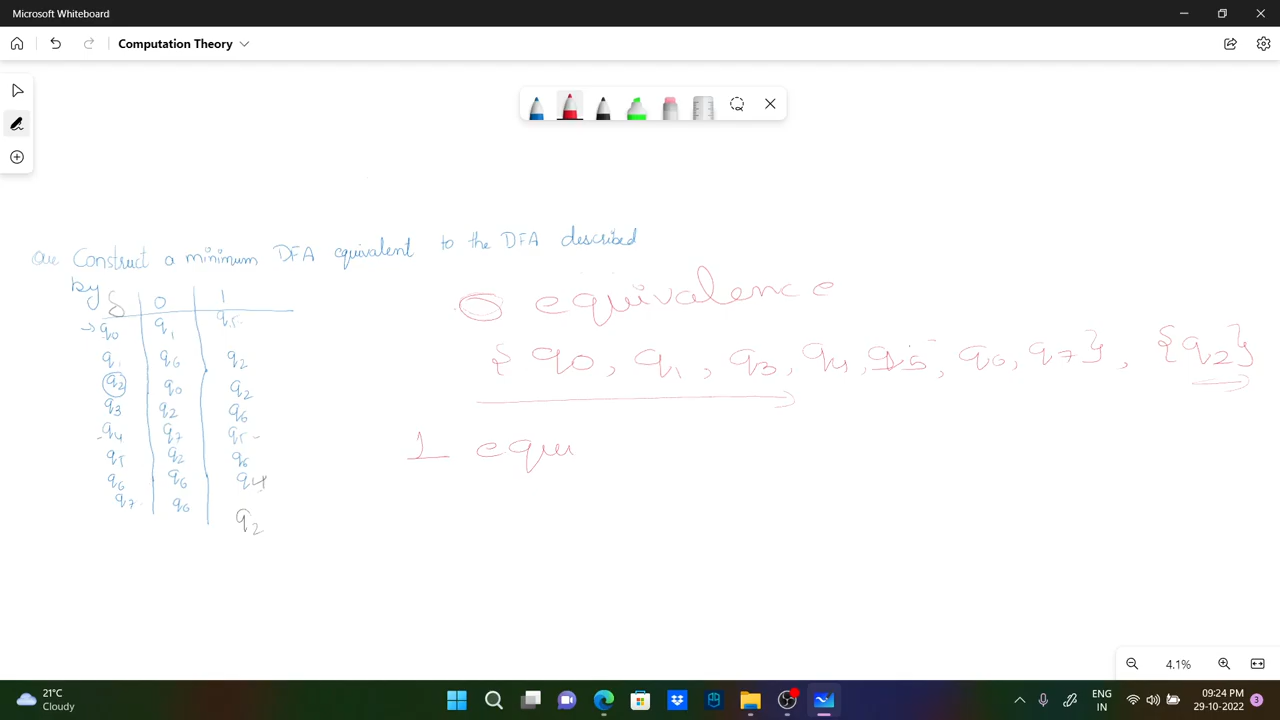 Microsoft Whiteboard
Computation Theory
Que Construct a minimum DFA equivalent to the DFA described
by
δ 0 1
→q0 q1 q5
q1 q6 q2
q2 q0 q2
q3 q2 q6
q4 q7 q5
q5 q2 q6
q6 q6 q4
q7 q6 q2
0 equivalence
{ q0, q1, q3, q4, q5, q6, q7}, {q2}
1 equi
4.1%
21°C
Cloudy
ENG
IN
09:24 PM
29-10-2022
3